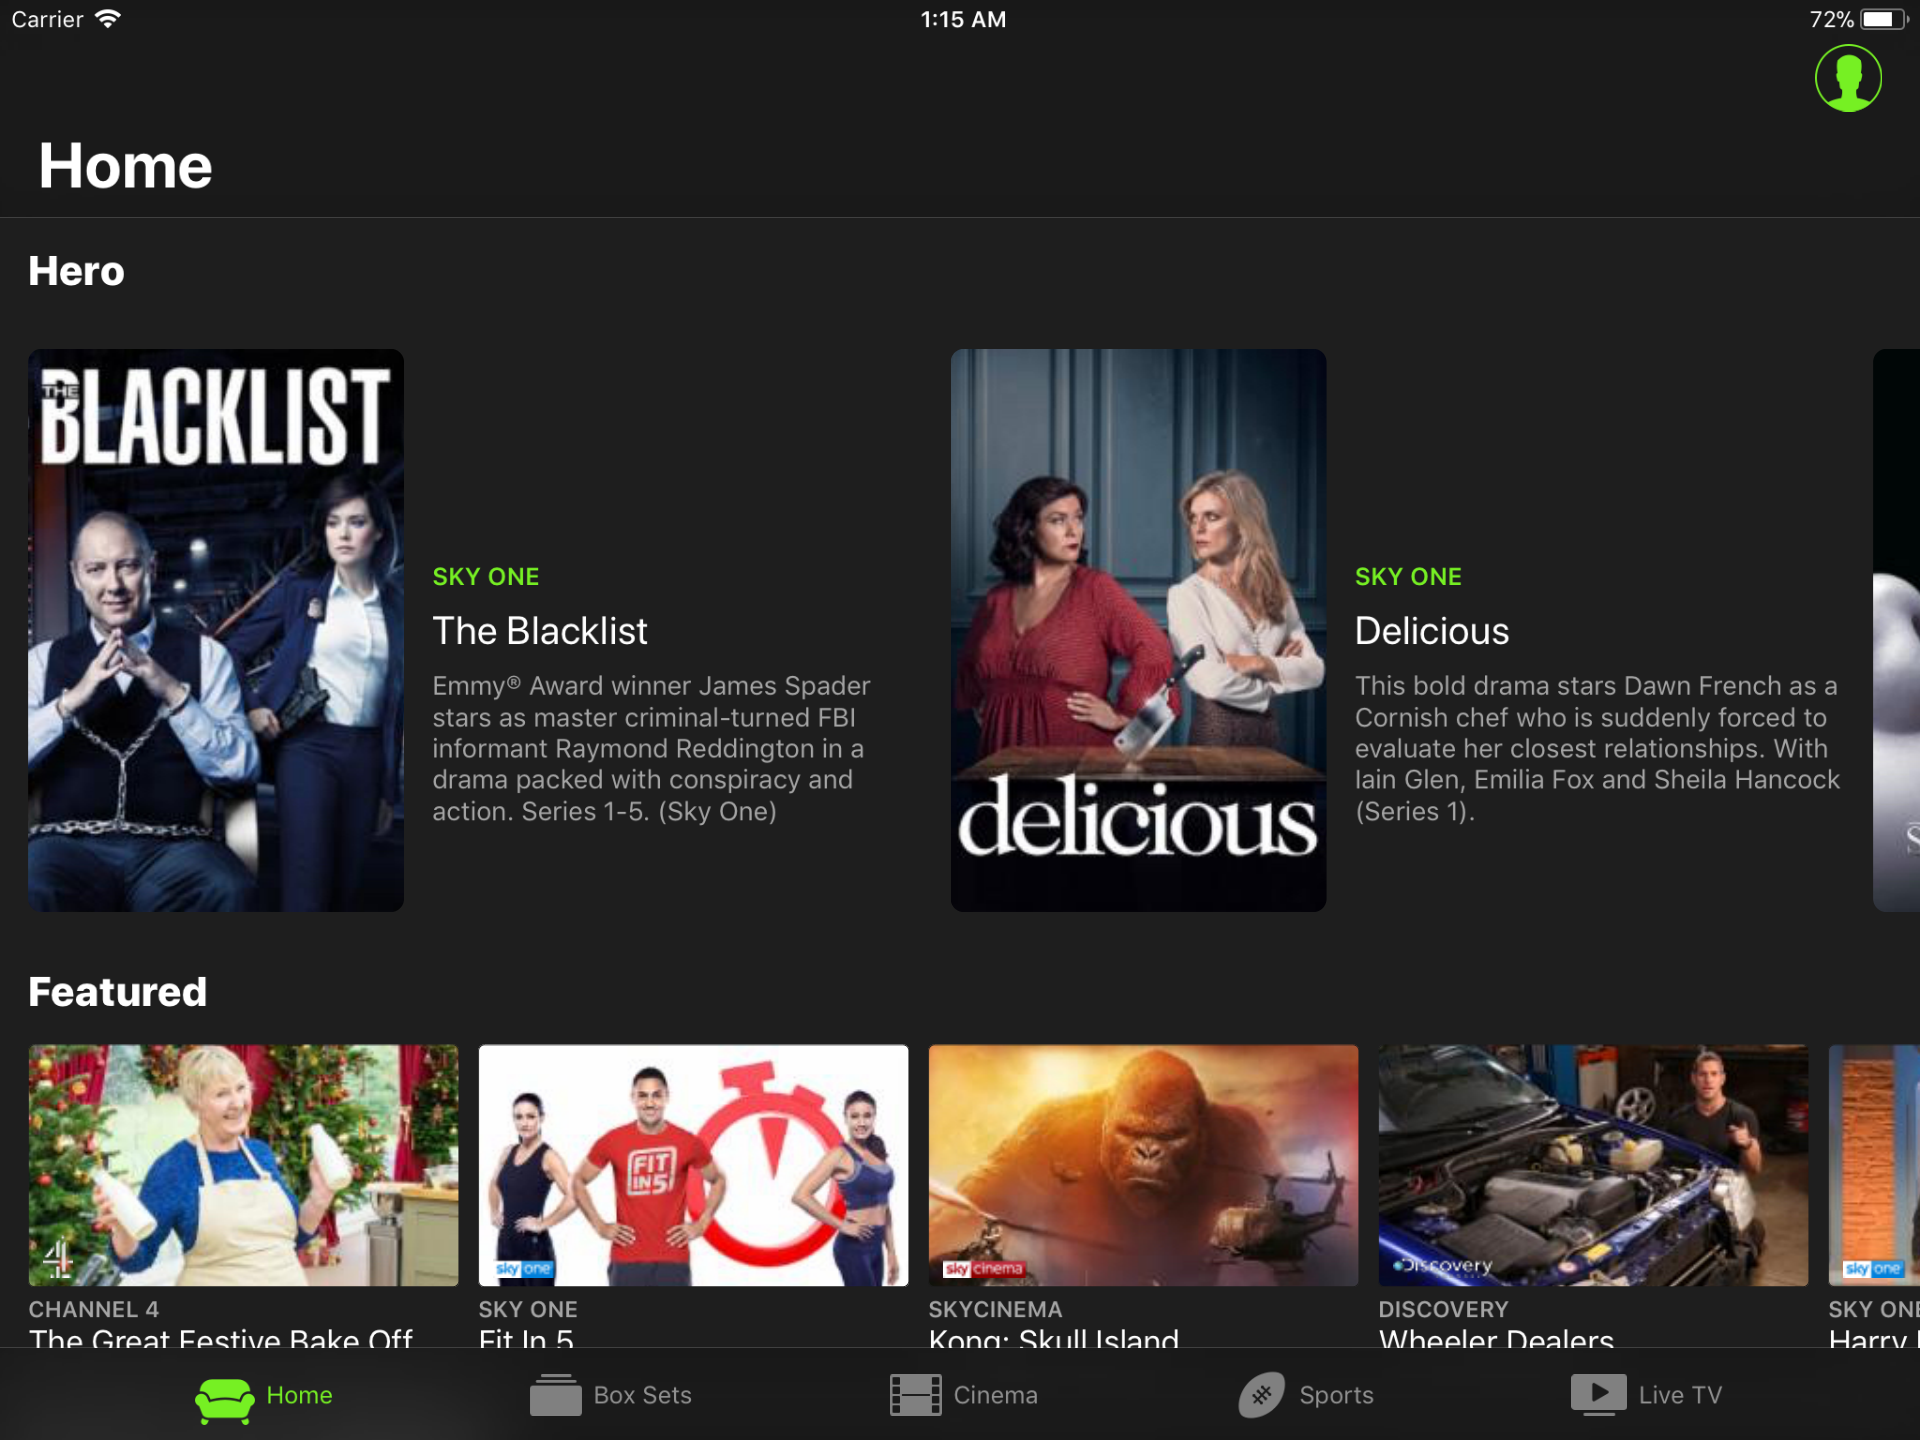 Carrier
1:15 AM
72%
Home
Hero
THE
BLACKLIST
SKY ONE
The Blacklist
Emmy® Award winner James Spader
stars as master criminal-turned FBI
informant Raymond Reddington in a
drama packed with conspiracy and
action. Series 1-5. (Sky One)
delicious
SKY ONE
Delicious
This bold drama stars Dawn French as a
Cornish chef who is suddenly forced to
evaluate her closest relationships. With
Iain Glen, Emilia Fox and Sheila Hancock
(Series 1).
S
Featured
4
CHANNEL 4
The Great Festive Bake Off
FIT
IN 5
sky one
SKY ONE
Fit In 5
sky cinema
SKYCINEMA
Kong: Skull Island
Discovery
DISCOVERY
Wheeler Dealers
sky one
SKY ONE
Harry
Home
Box Sets
Cinema
Sports
Live TV